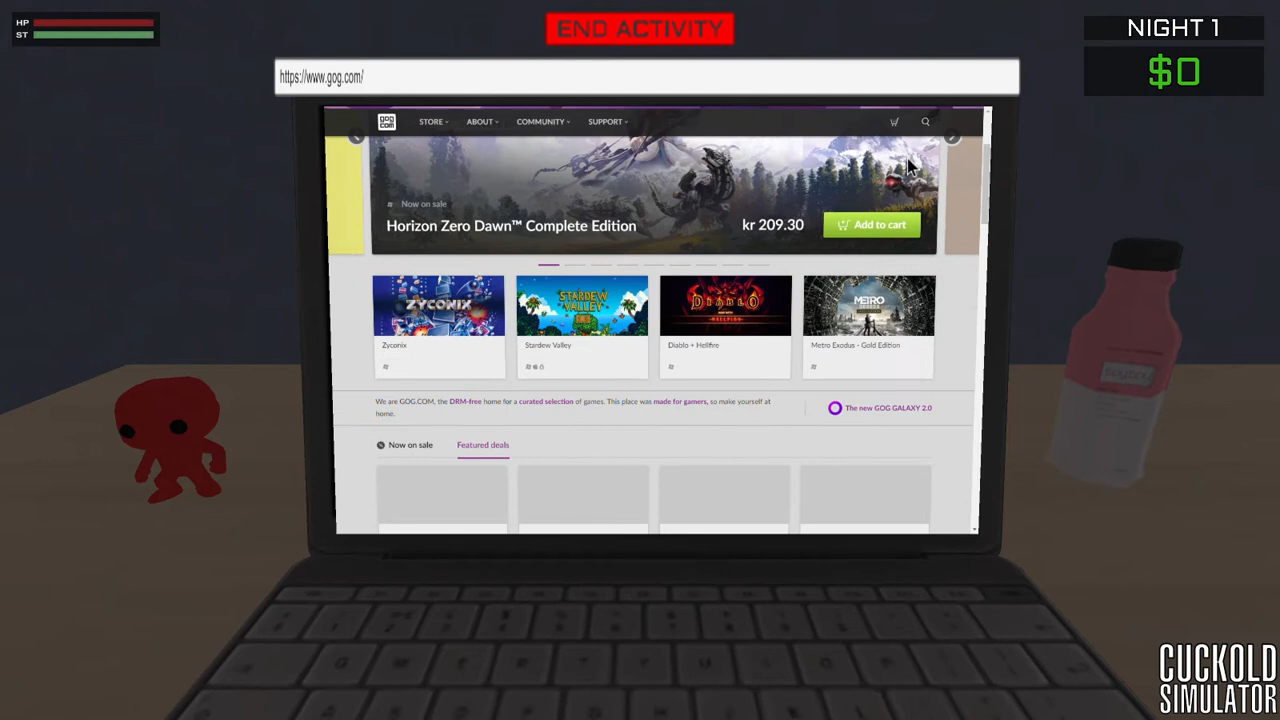 HP
ST
END ACTIVITY
NIGHT 1
$0
https://www.gog.com/
GOG
COM
STORE
ABOUT
COMMUNITY
SUPPORT
Now on sale
Horizon Zero Dawn™ Complete Edition
kr 209.30
Add to cart
ZYCONIX
STARDEW
VALLEY
DIABLO
HELLFIRE
METRO
EXODUS
Zyconix
Stardew Valley
Diablo + Hellfire
Metro Exodus - Gold Edition
We are GOG.COM, the DRM-free home for a curated selection of games. This place was made for gamers, so make yourself at
home.
The new GOG GALAXY 2.0
Now on sale
Featured deals
CUCKOLD
SIMULATOR